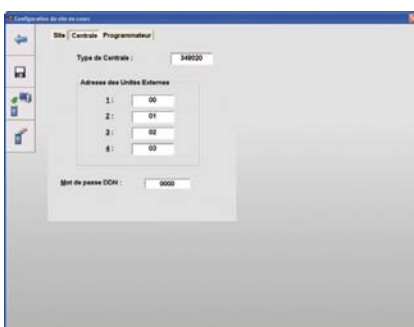 Configuration du site en cours
Site Centrale Programmateur
Type de Centrale : 349020
Adresse des Unités Externes
1 : 00
2 : 01
3 : 02
4 : 03
Mot de passe DDN : 0000